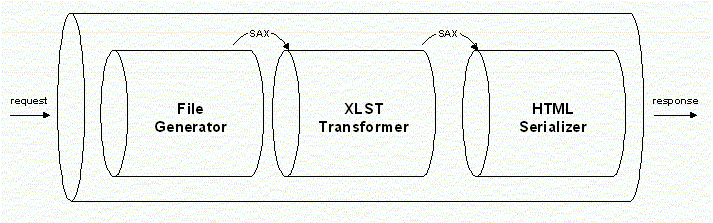 SAX
SAX
request
File
Generator
XLST
Transformer
HTML
Serializer
response